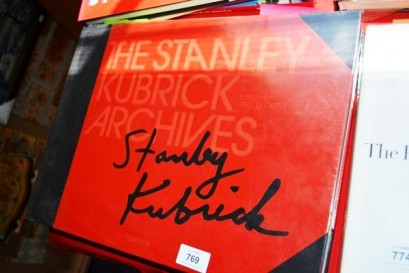 THE STANLEY
KUBRICK
ARCHIVES
Stanley
Kubrick
TASCHEN
769
The
774